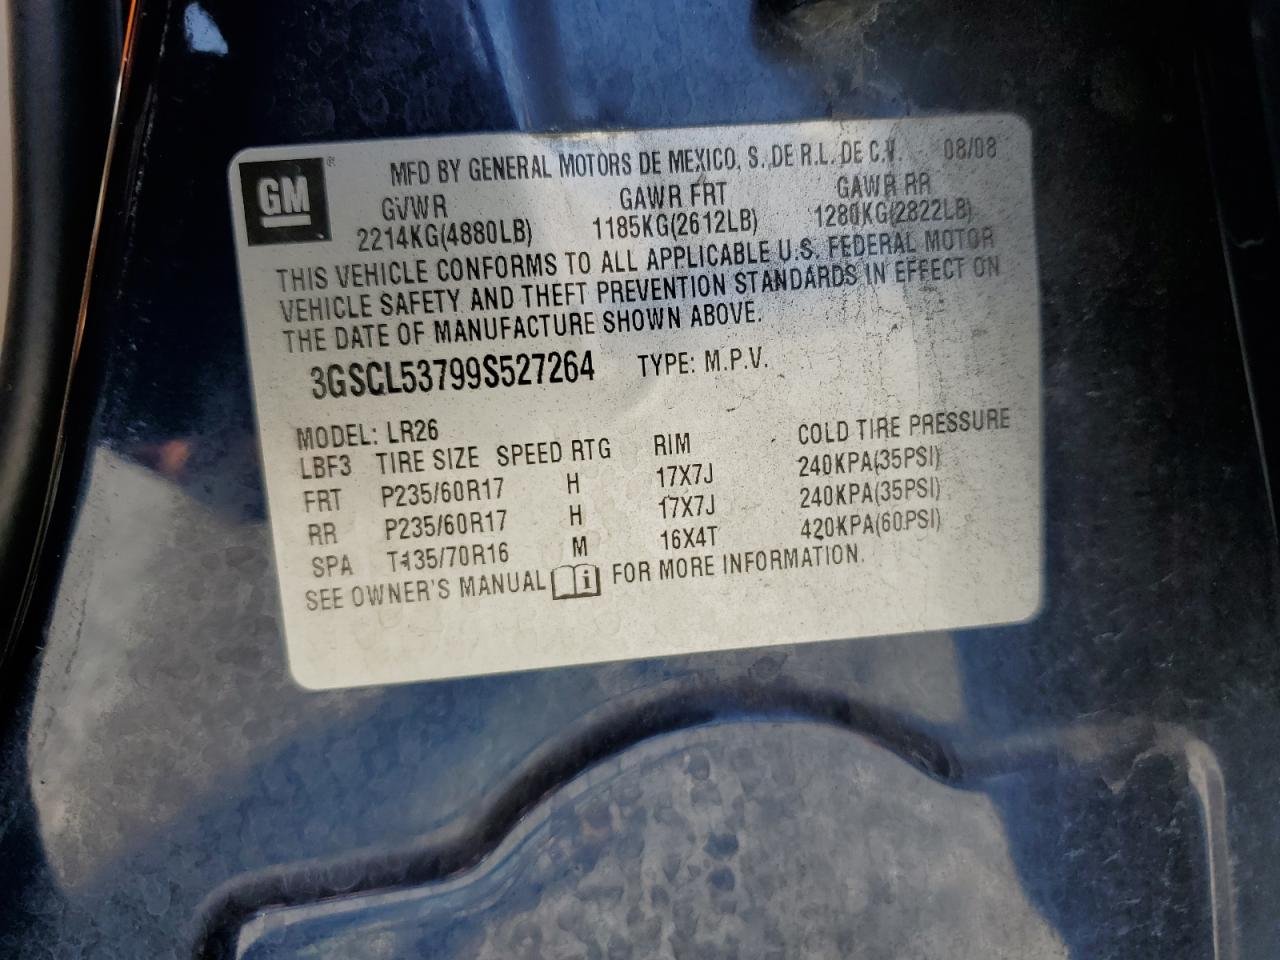 GM ®
MFD BY GENERAL MOTORS DE MEXICO, S. DE R.L. DE C.V. 08/08
GVWR GAWR FRT GAWR RR
2214KG(4880LB) 1185KG(2612LB) 1280KG(2822LB)
THIS VEHICLE CONFORMS TO ALL APPLICABLE U.S. FEDERAL MOTOR
VEHICLE SAFETY AND THEFT PREVENTION STANDARDS IN EFFECT ON
THE DATE OF MANUFACTURE SHOWN ABOVE.
3GSCL53799S527264 TYPE: M.P.V.
MODEL: LR26
LBF3 TIRE SIZE SPEED RTG RIM COLD TIRE PRESSURE
FRT P235/60R17 H 17X7J 240KPA(35PSI)
RR P235/60R17 H 17X7J 240KPA(35PSI)
SPA T135/70R16 M 16X4T 420KPA(60PSI)
SEE OWNER'S MANUAL i FOR MORE INFORMATION.